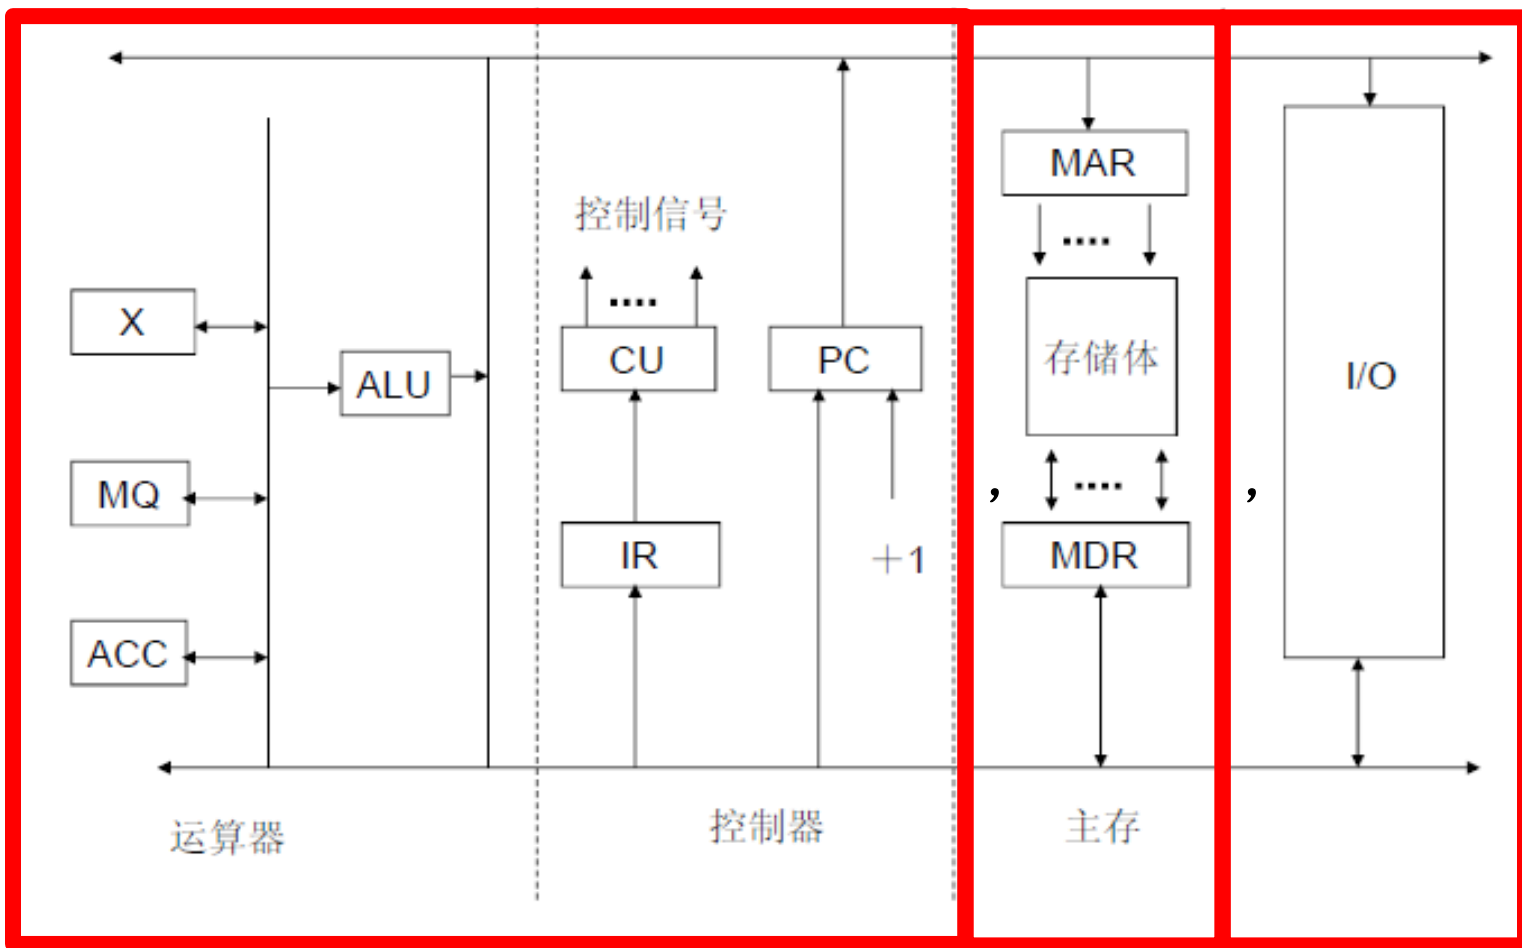 控制信号
....
X
ALU
MQ
ACC
CU
PC
IR
+1
MAR
....
存储体
....
MDR
,
,
I/O
运算器
控制器
主存